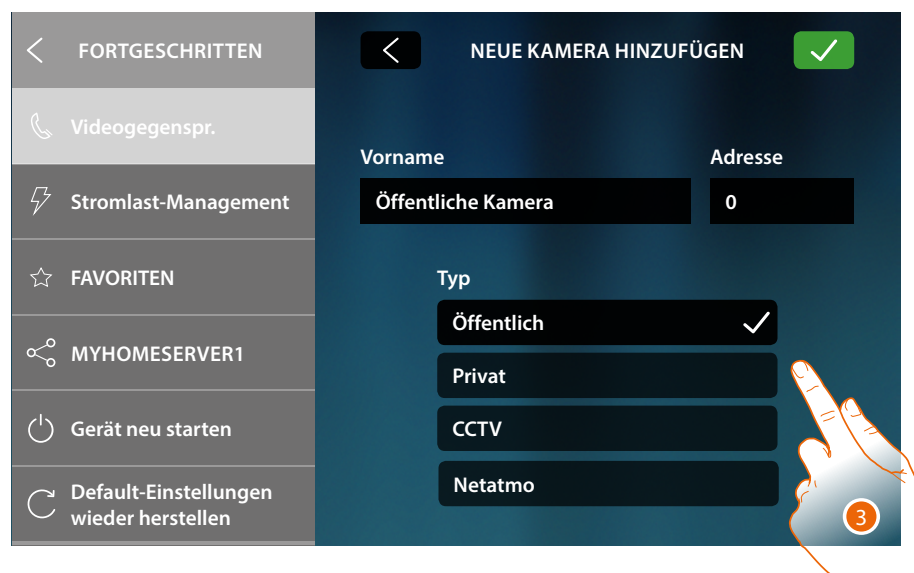 FORTGESCHRITTEN
Videogegenspr.
Stromlast-Management
FAVORITEN
MYHOMESERVER1
Gerät neu starten
Default-Einstellungen
wieder herstellen
NEUE KAMERA HINZUFÜGEN
Vorname
Adresse
Öffentliche Kamera
0
Typ
Öffentlich
Privat
CCTV
Netatmo
3